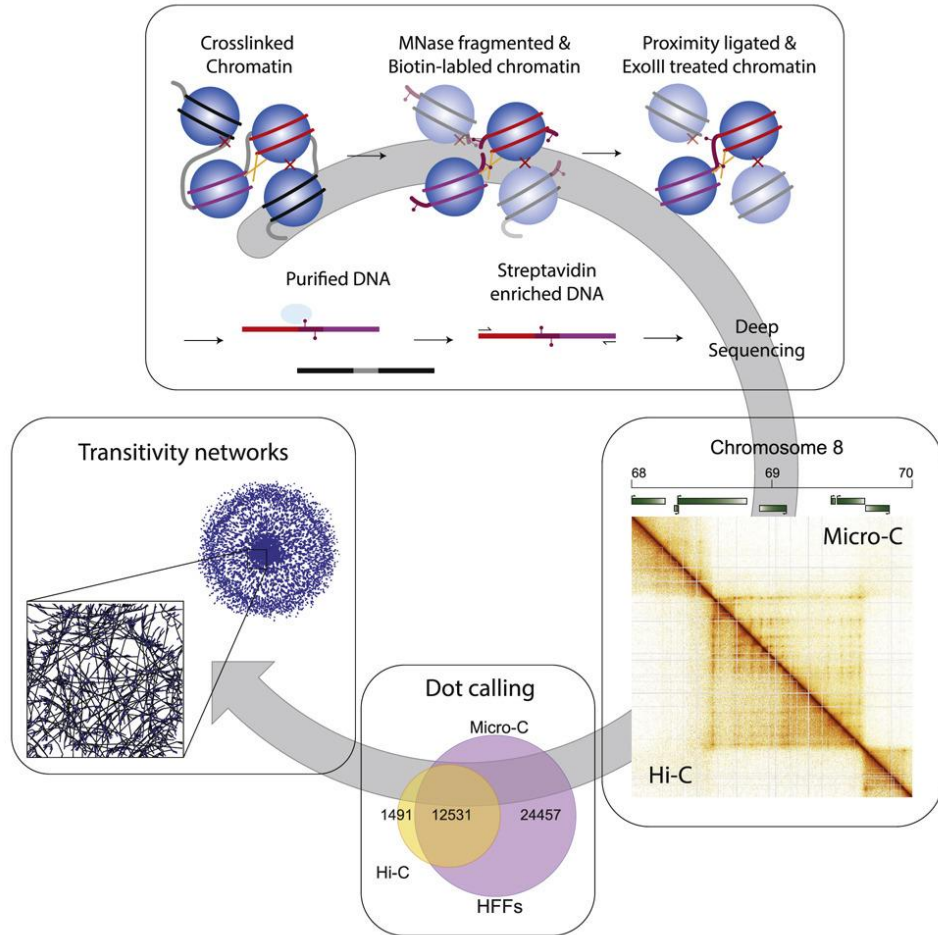 Crosslinked
Chromatin
MNase fragmented &
Biotin-labled chromatin
Proximity ligated &
ExoIII treated chromatin
Purified DNA
Streptavidin
enriched DNA
Deep
Sequencing
Transitivity networks
Chromosome 8
68
69
70
Micro-C
Hi-C
Dot calling
Micro-C
1491
12531
24457
Hi-C
HFFs